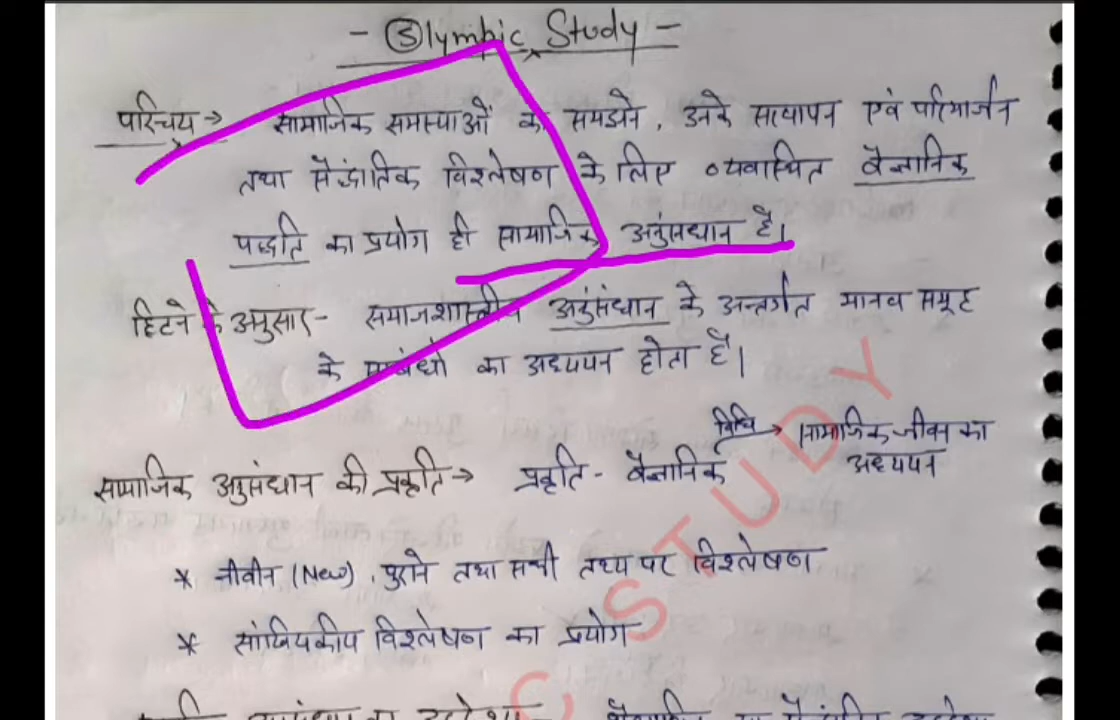 - Olympic Study -
परिचय → सामाजिक समस्याओं को समझने, उनके सत्यापन एवं परिमार्जन
तथा सैद्धांतिक विश्लेषण के लिए व्यवास्थित वैज्ञानिक
पद्धति का प्रयोग ही सामाजिक अनुसंधान है।
हिटने के अनुसार - समाजशास्त्रीय अनुसंधान के अन्तर्गत मानव समूह
के सम्बंधो का अध्ययन होता है।
सामाजिक अनुसंधान की प्रकृति → प्रकृति - वैज्ञानिक विधि → सामाजिक जीवन का
अध्ययन
* नवीन (New), पुराने तथा सभी तथ्य पर विश्लेषण
* सांख्यिकीय विश्लेषण का प्रयोग
C STUDY